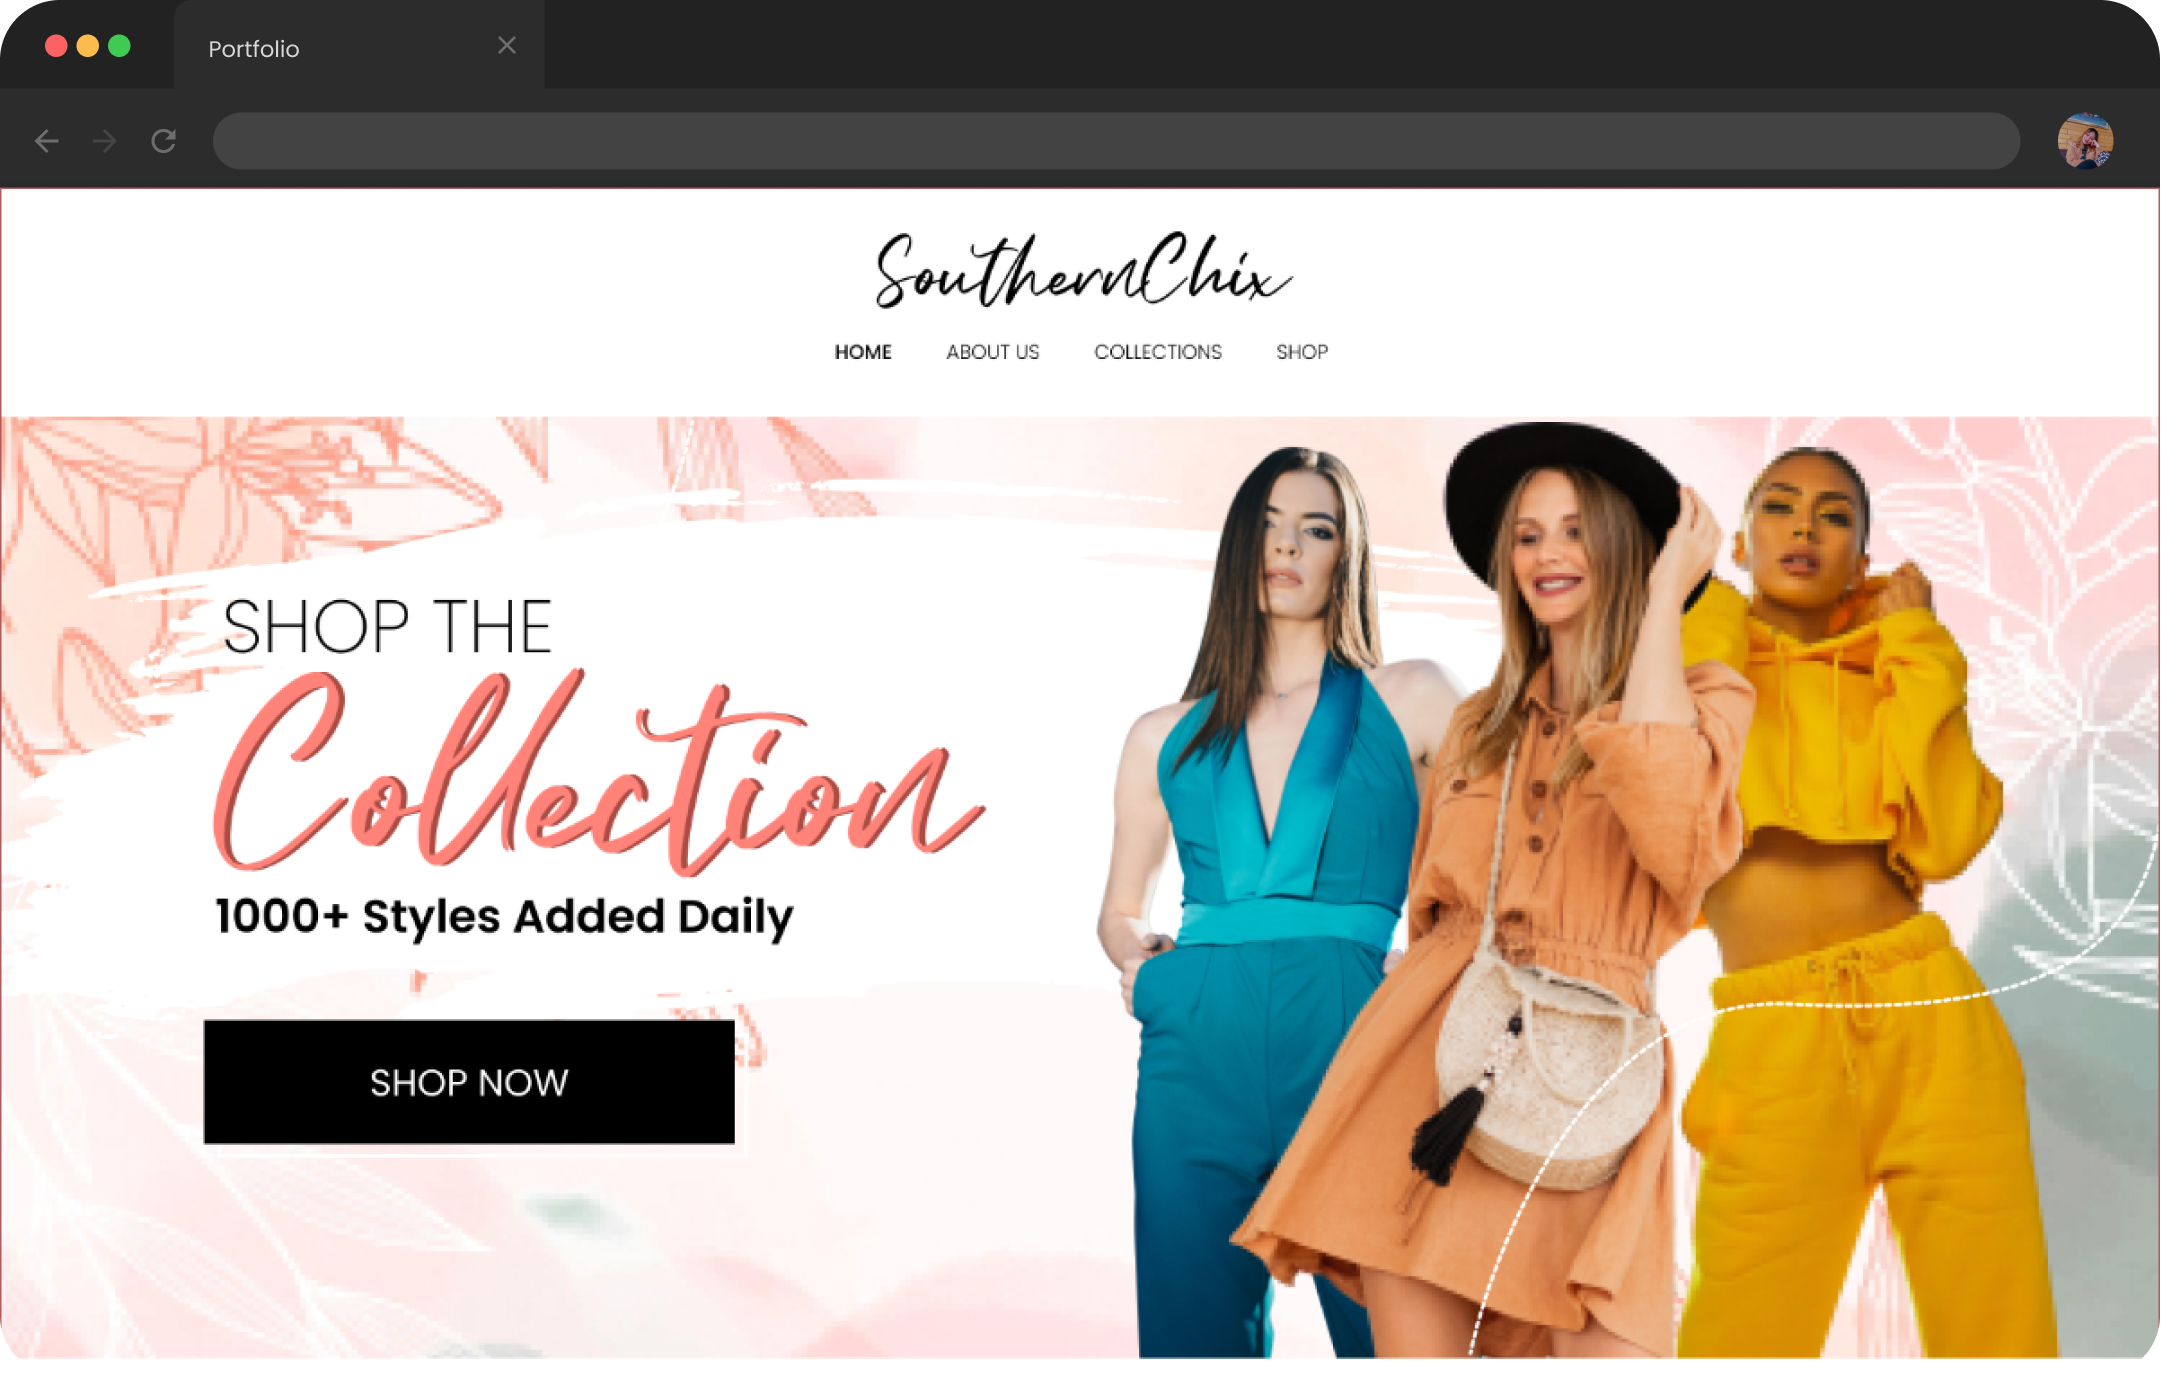 Portfolio
SouthernChix
HOME ABOUT US COLLECTIONS SHOP
SHOP THE
Collection
1000+ Styles Added Daily
SHOP NOW